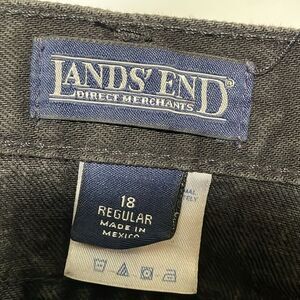 LANDS' END®
DIRECT MERCHANTS
18
REGULAR
MADE IN
MEXICO